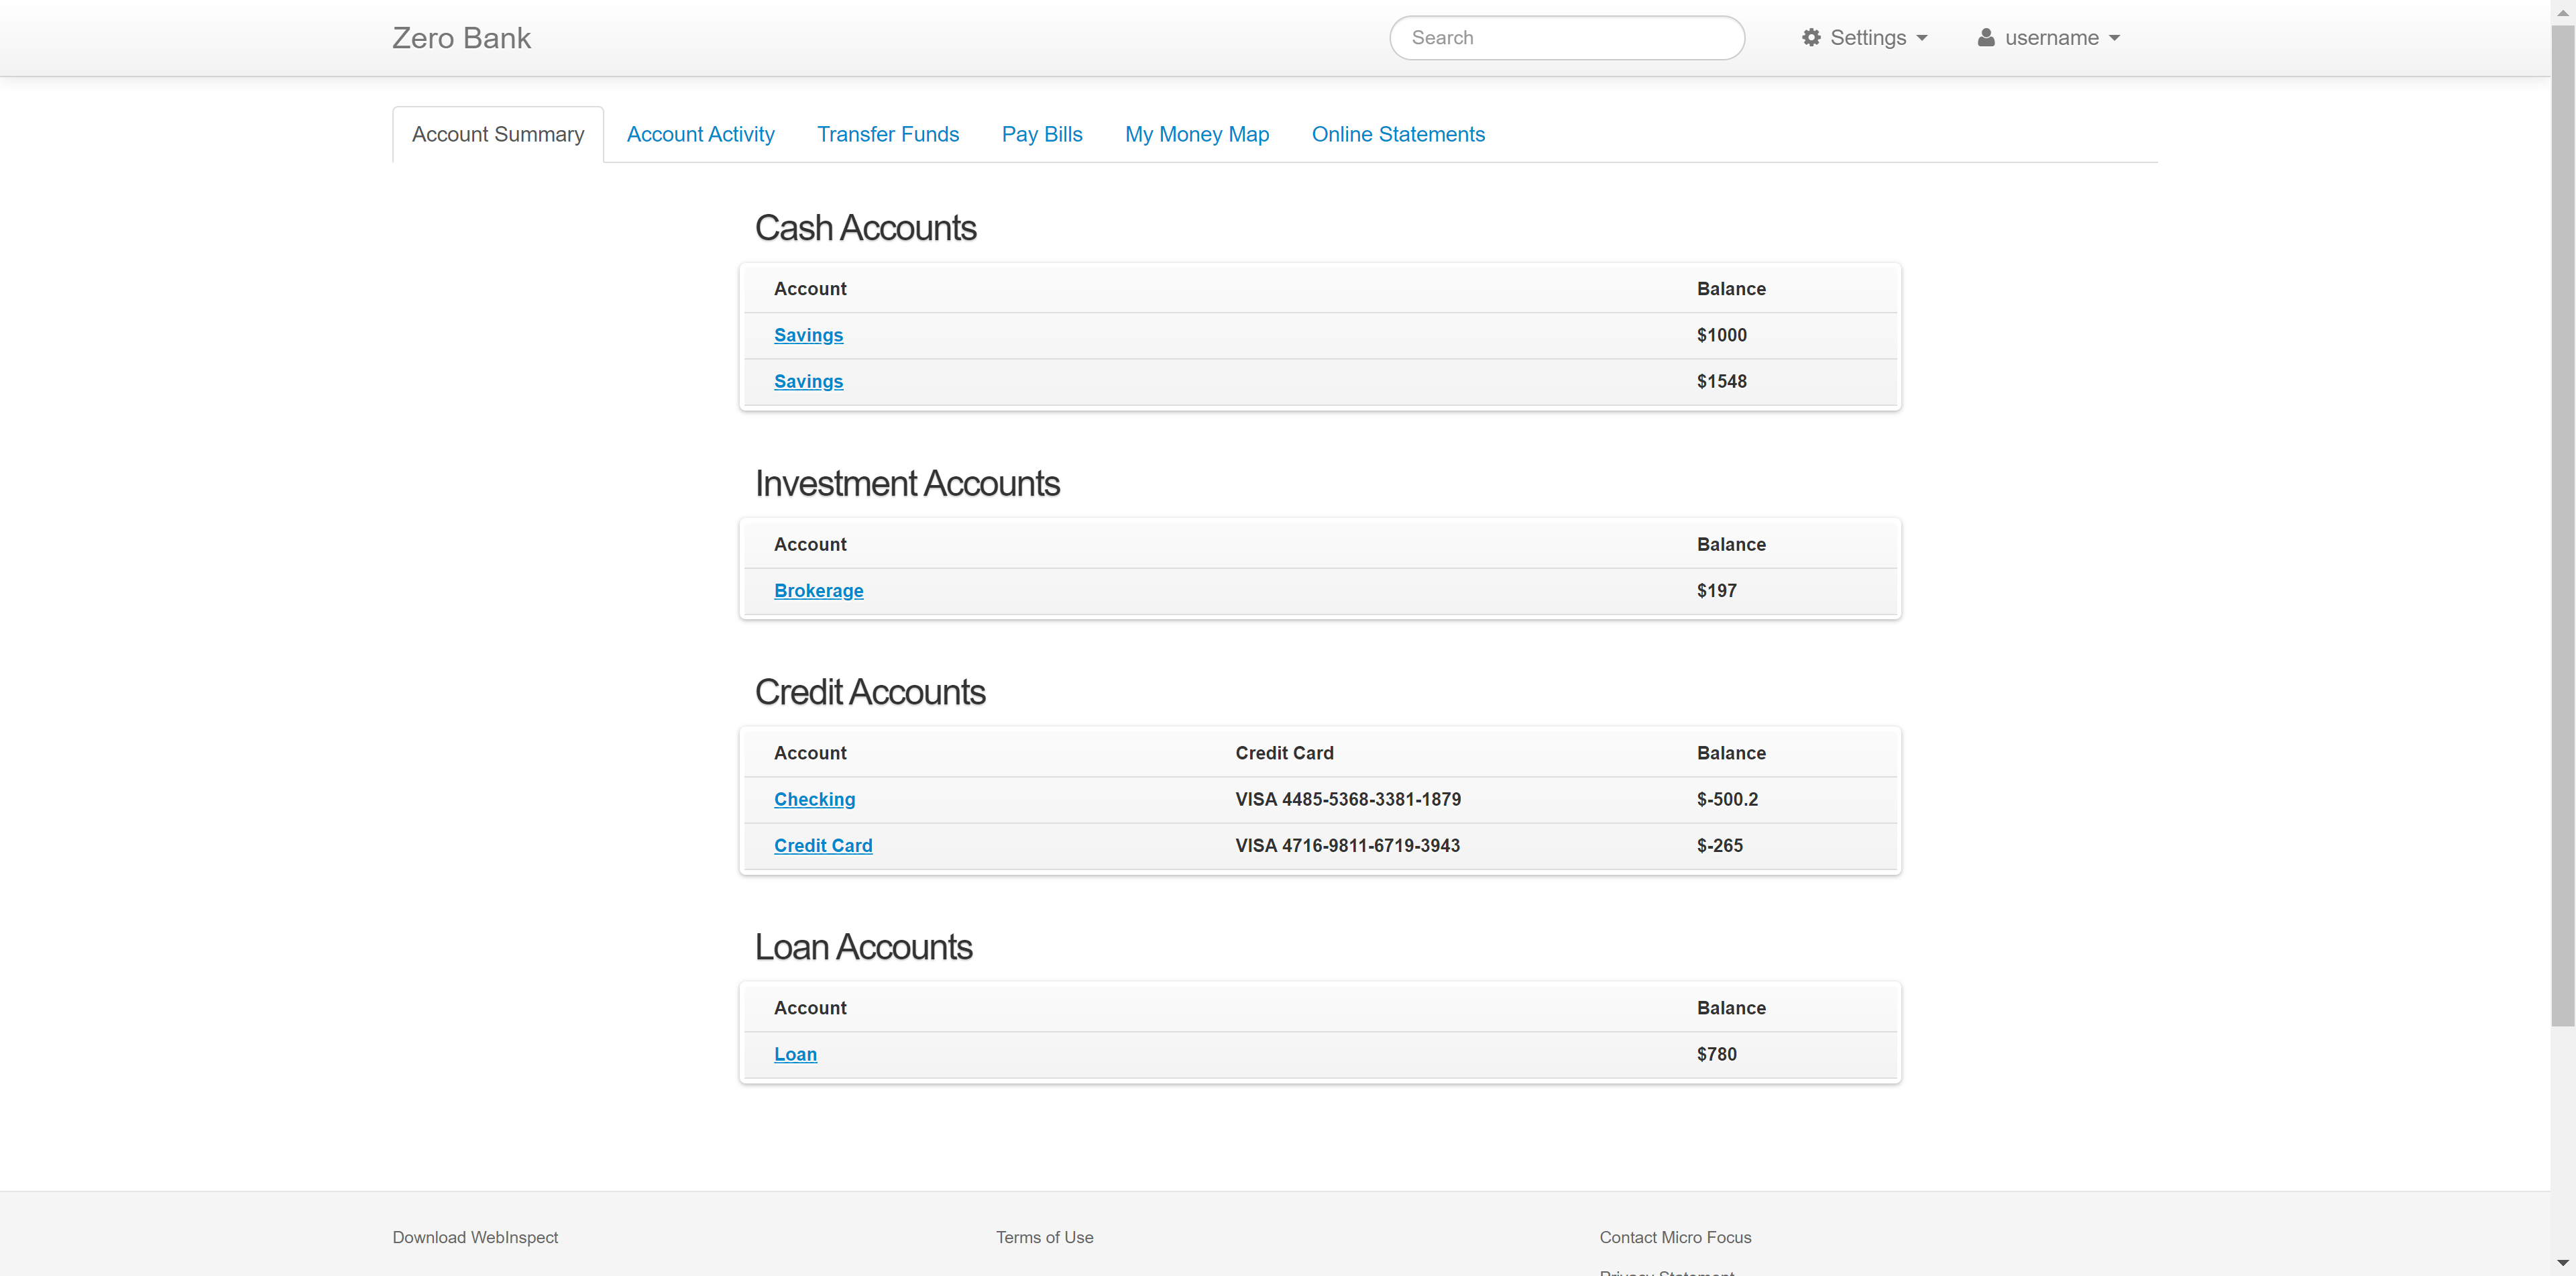 Zero Bank
Search
Settings
username
Account Summary
Account Activity
Transfer Funds
Pay Bills
My Money Map
Online Statements
Cash Accounts
Account Balance
Savings $1000
Savings $1548
Investment Accounts
Account Balance
Brokerage $197
Credit Accounts
Account Credit Card Balance
Checking VISA 4485-5368-3381-1879 $-500.2
Credit Card VISA 4716-9811-6719-3943 $-265
Loan Accounts
Account Balance
Loan $780
Download WebInspect
Terms of Use
Contact Micro Focus
Privacy Statement